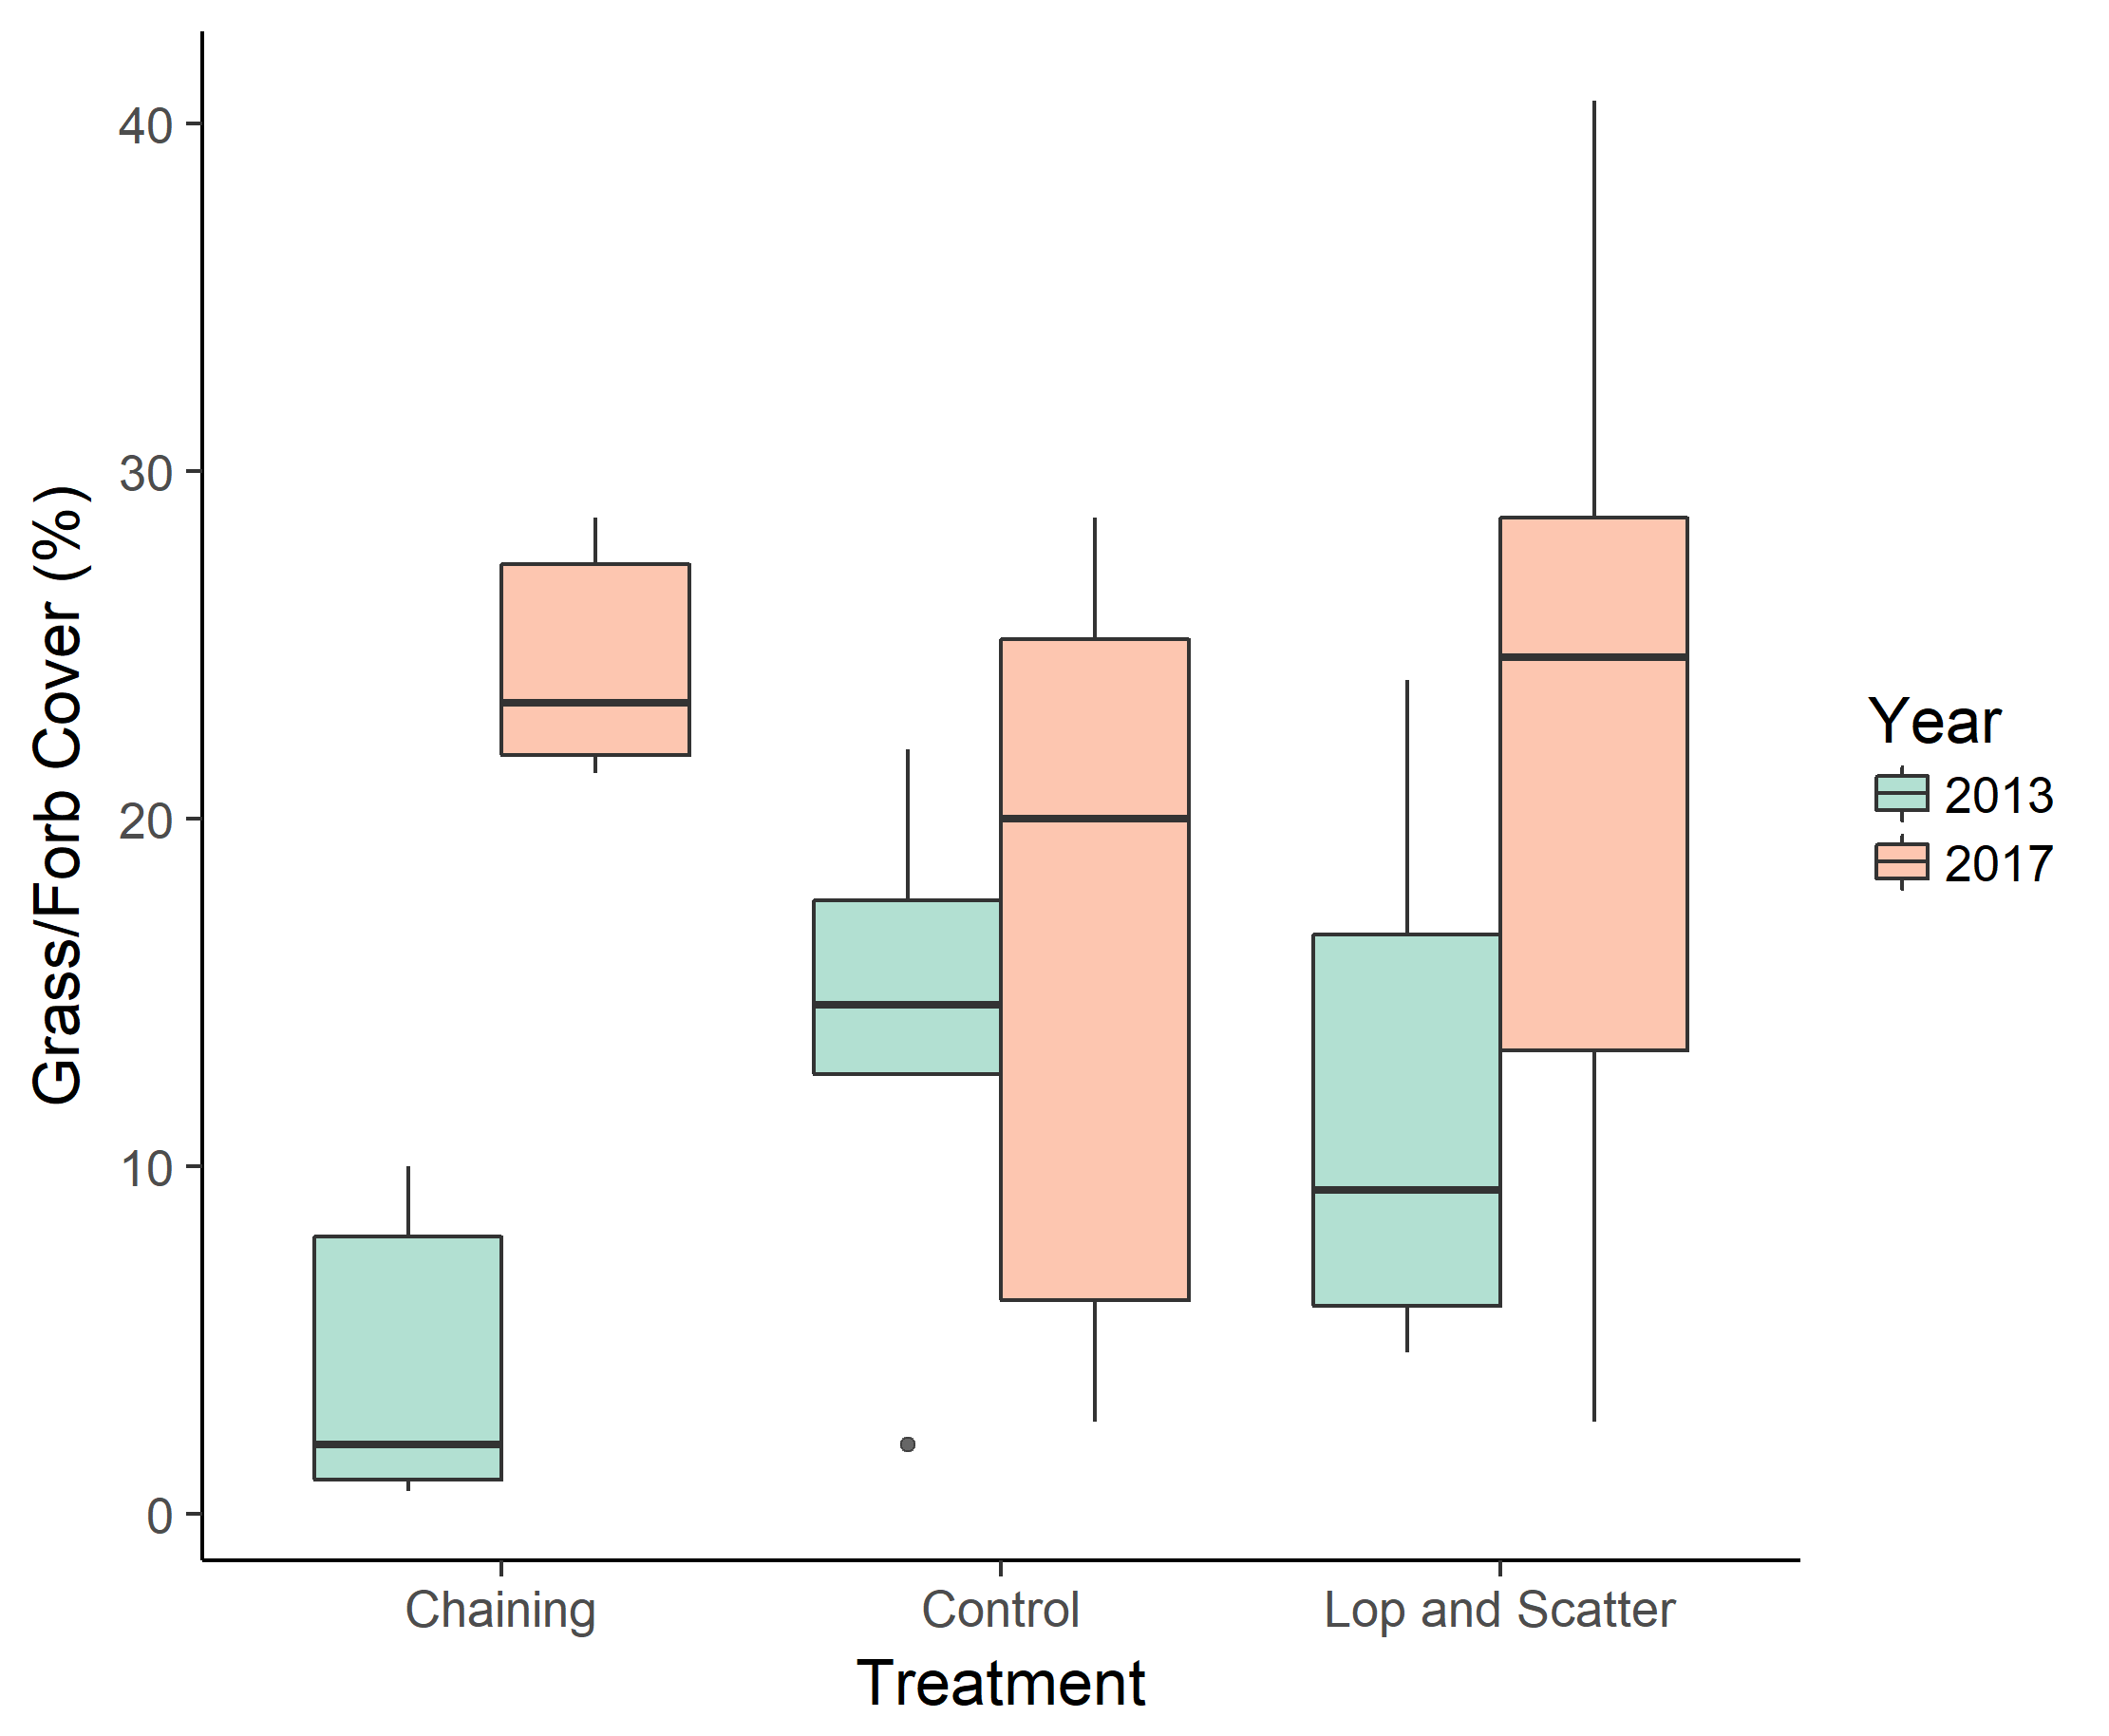 Grass/Forb Cover (%)
40
30
20
10
0
Chaining
Control
Lop and Scatter
Treatment
Year
2013
2017